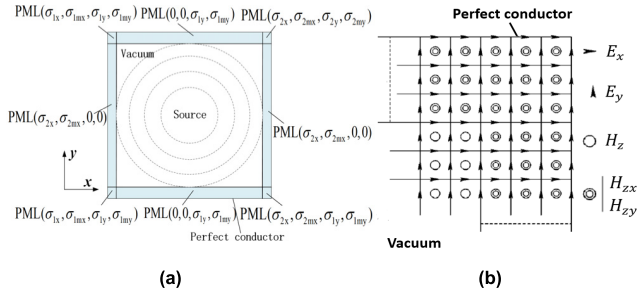 PML(σ1x,σ1mx,σ1y,σ1my)
PML(0,0,σ1y,σ1my)
PML(σ2x,σ2mx,σ2y,σ2my)
Vacuum
Source
PML(σ2x,σ2mx,0,0)
PML(σ2x,σ2mx,0,0)
y
x
PML(σ1x,σ1mx,σ1y,σ1my)
PML(0,0,σ1y,σ1my)
PML(σ2x,σ2mx,σ1y,σ1my)
Perfect conductor
(a)
Perfect conductor
Ex
Ey
Hz
Hzx
Hzy
Vacuum
(b)